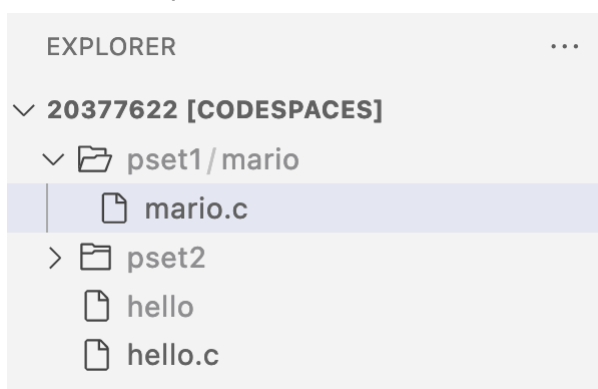 EXPLORER ...
20377622 [CODESPACES]
pset1/mario
mario.c
pset2
hello
hello.c